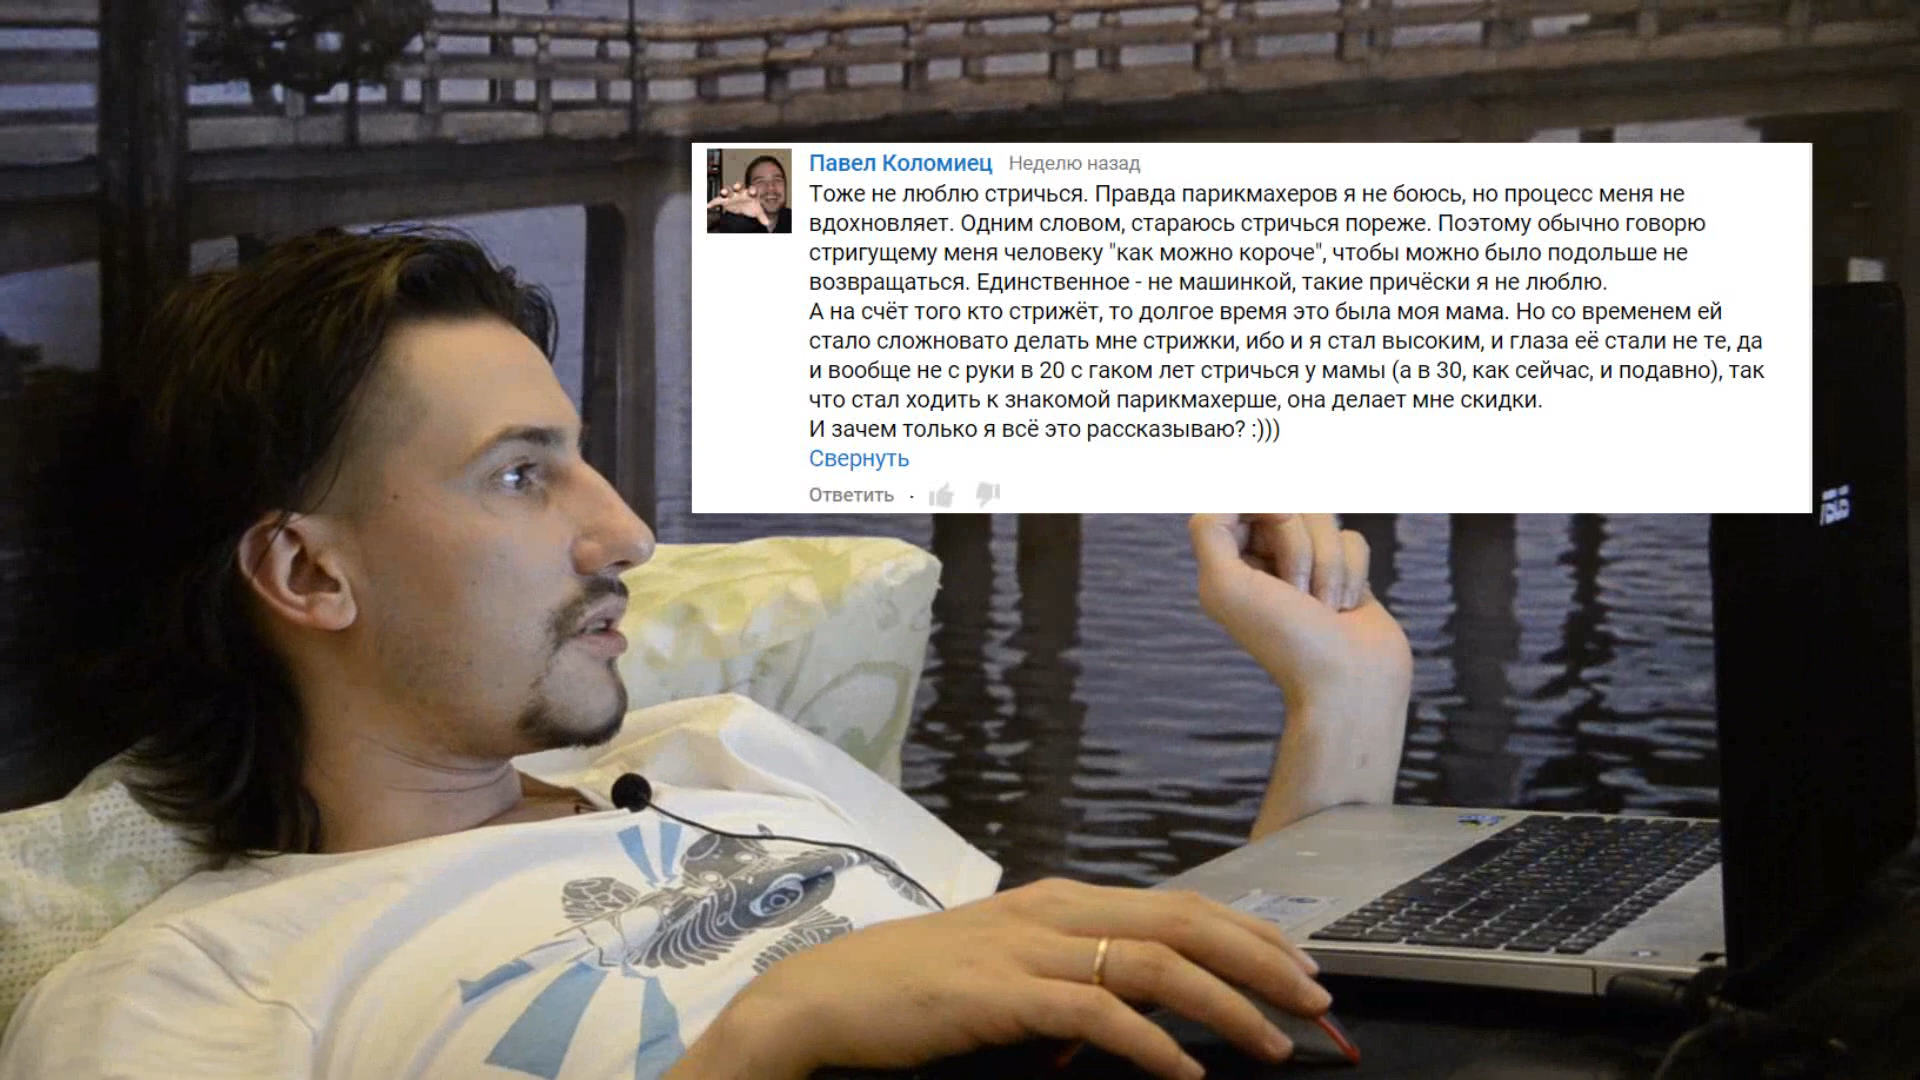 Павел Коломиец Неделю назад
Тоже не люблю стричься. Правда парикмахеров я не боюсь, но процесс меня не
вдохновляет. Одним словом, стараюсь стричься пореже. Поэтому обычно говорю
стригущему меня человеку "как можно короче", чтобы можно было подольше не
возвращаться. Единственное - не машинкой, такие причёски я не люблю.
А на счёт того кто стрижёт, то долгое время это была моя мама. Но со временем ей
стало сложновато делать мне стрижки, ибо и я стал высоким, и глаза её стали не те, да
и вообще не с руки в 20 с гаком лет стричься у мамы (а в 30, как сейчас, и подавно), так
что стал ходить к знакомой парикмахерше, она делает мне скидки.
И зачем только я всё это рассказываю? :)))
Свернуть
Ответить ·
ASUS